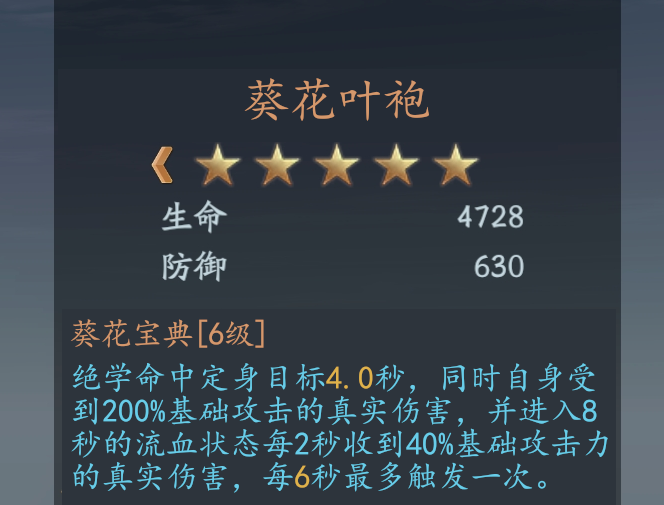 葵花叶袍
生命 4728
防御 630
葵花宝典[6级]
绝学命中定身目标4.0秒，同时自身受
到200%基础攻击的真实伤害，并进入8
秒的流血状态每2秒收到40%基础攻击力
的真实伤害，每6秒最多触发一次。